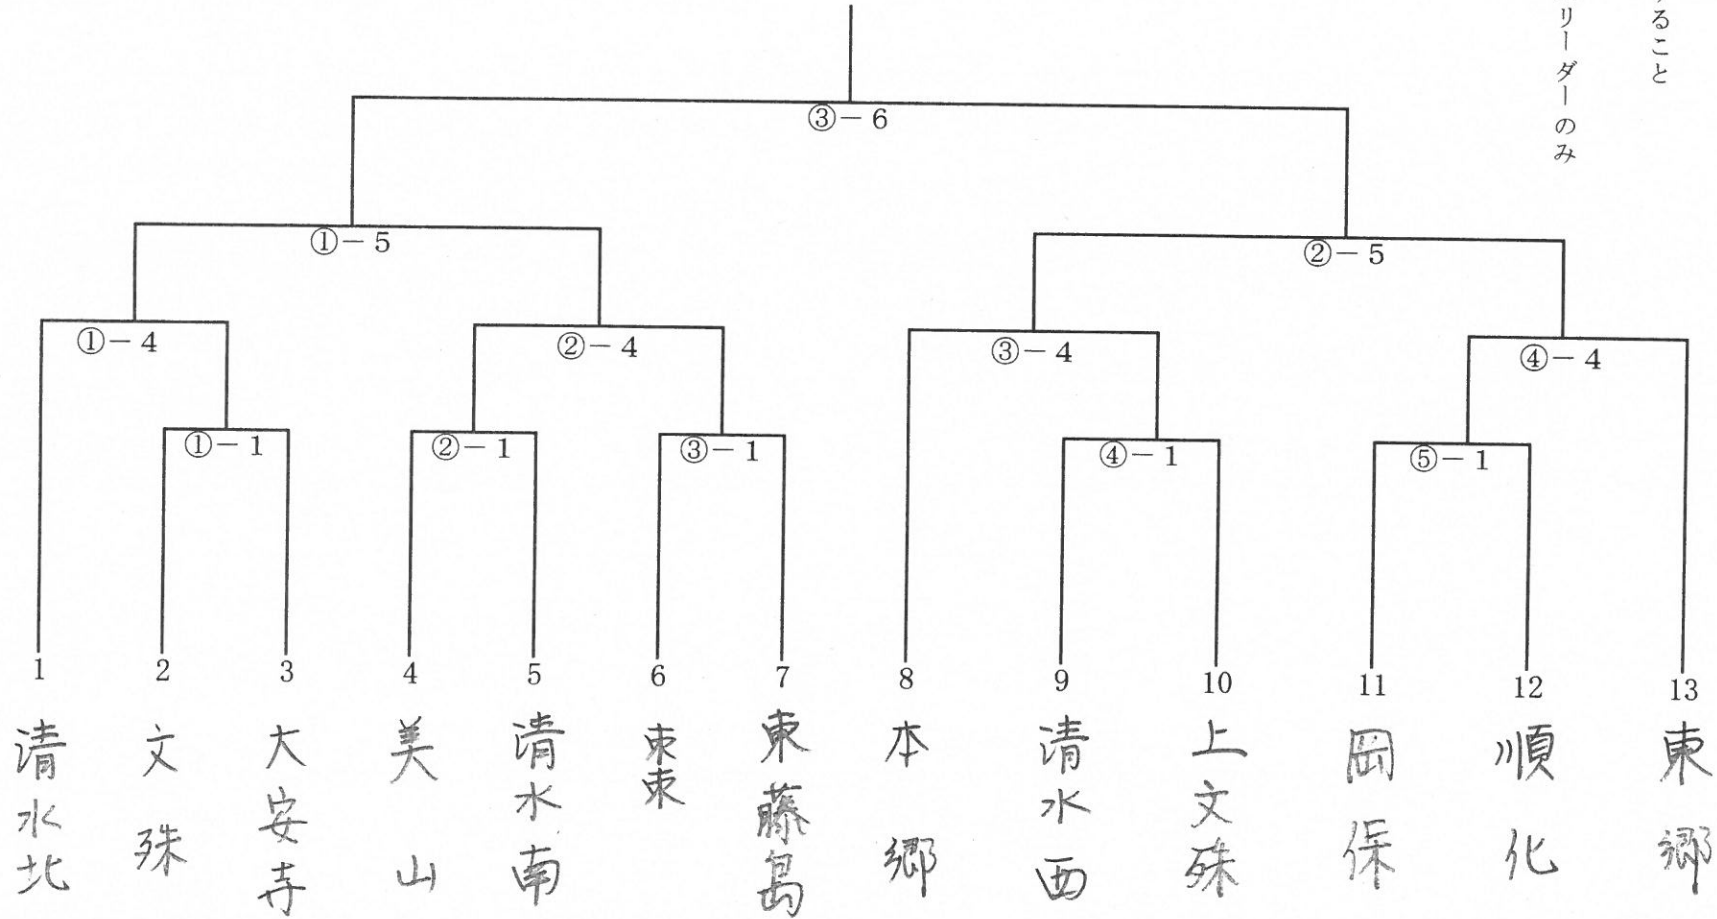 ること
リーダーのみ
③－6
①－5
②－5
①－4
②－4
③－4
④－4
①－1
②－1
③－1
④－1
⑤－1
1 2 3 4 5 6 7 8 9 10 11 12 13
清水北
文殊
大安寺
美山
清水南
棗
東藤島
本郷
清水西
上文殊
岡保
順化
東郷